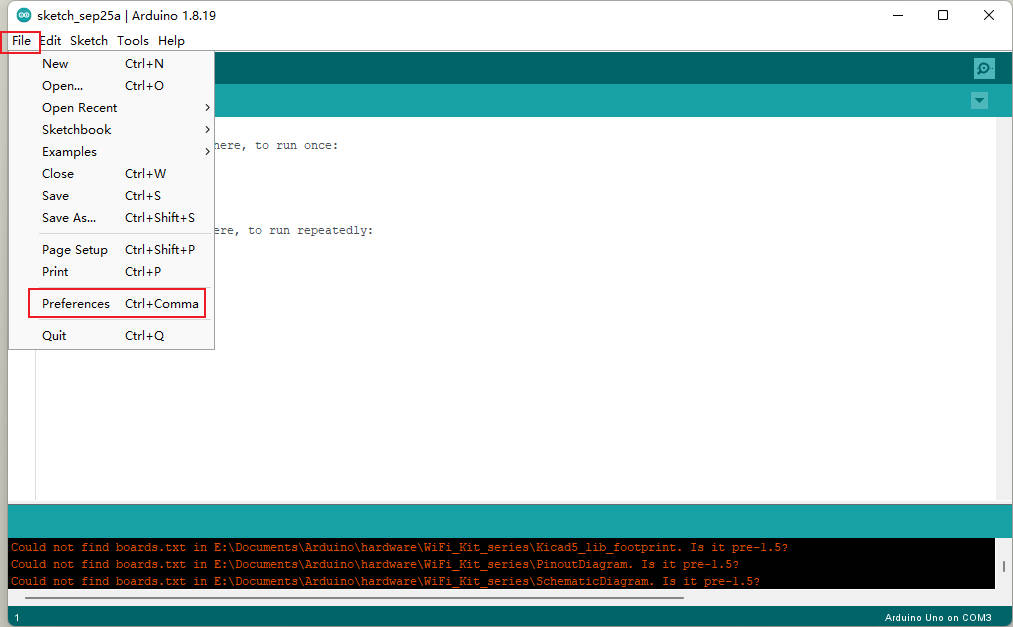 sketch_sep25a | Arduino 1.8.19
File Edit Sketch Tools Help
New Ctrl+N
Open... Ctrl+O
Open Recent
Sketchbook
Examples
Close Ctrl+W
Save Ctrl+S
Save As... Ctrl+Shift+S
Page Setup Ctrl+Shift+P
Print Ctrl+P
Preferences Ctrl+Comma
Quit Ctrl+Q
here, to run once:
ere, to run repeatedly:
Could not find boards.txt in E:\Documents\Arduino\hardware\WiFi_Kit_series\Kicad5_lib_footprint. Is it pre-1.5?
Could not find boards.txt in E:\Documents\Arduino\hardware\WiFi_Kit_series\PinoutDiagram. Is it pre-1.5?
Could not find boards.txt in E:\Documents\Arduino\hardware\WiFi_Kit_series\SchematicDiagram. Is it pre-1.5?
1 Arduino Uno on COM3